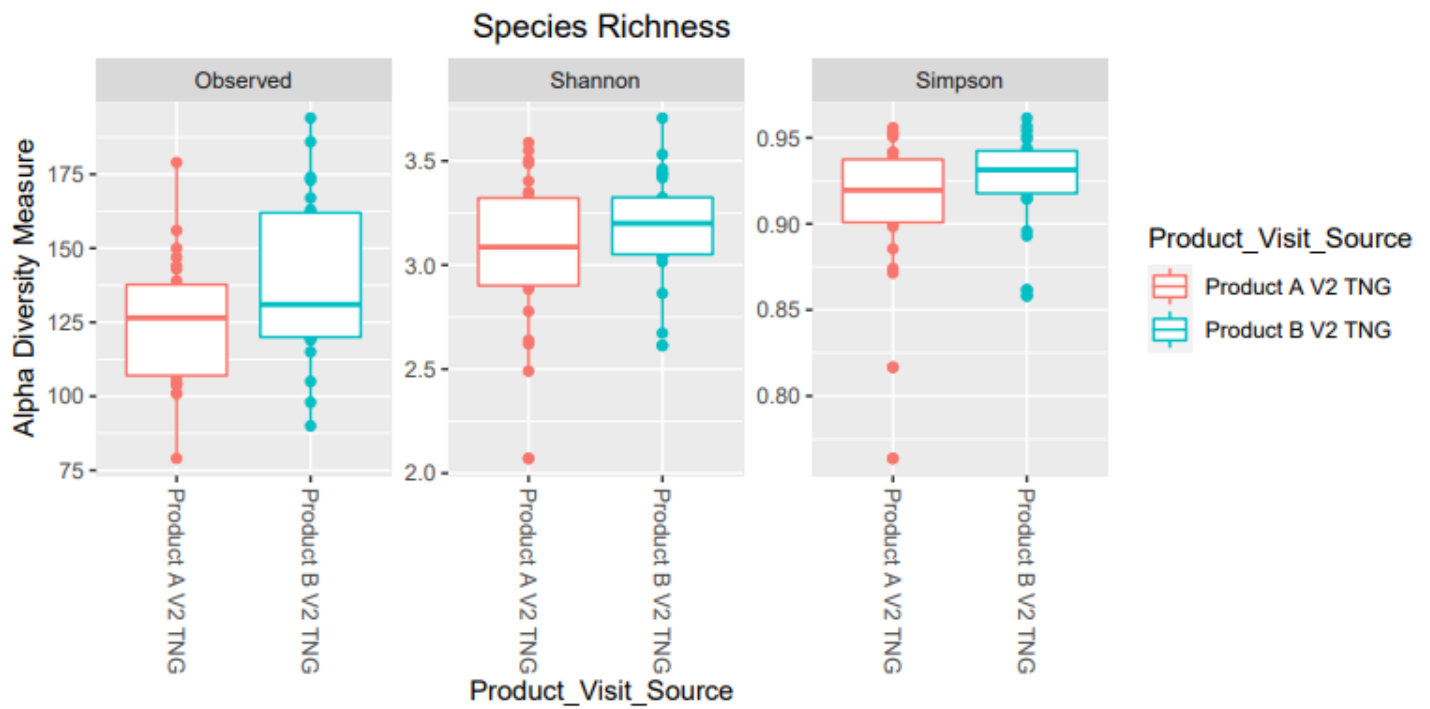 Species Richness
Observed
Shannon
Simpson
Alpha Diversity Measure
175
150
125
100
75
3.5
3.0
2.5
2.0
0.95
0.90
0.85
0.80
Product A V2 TNG
Product B V2 TNG
Product A V2 TNG
Product B V2 TNG
Product A V2 TNG
Product B V2 TNG
Product_Visit_Source
Product_Visit_Source
Product A V2 TNG
Product B V2 TNG